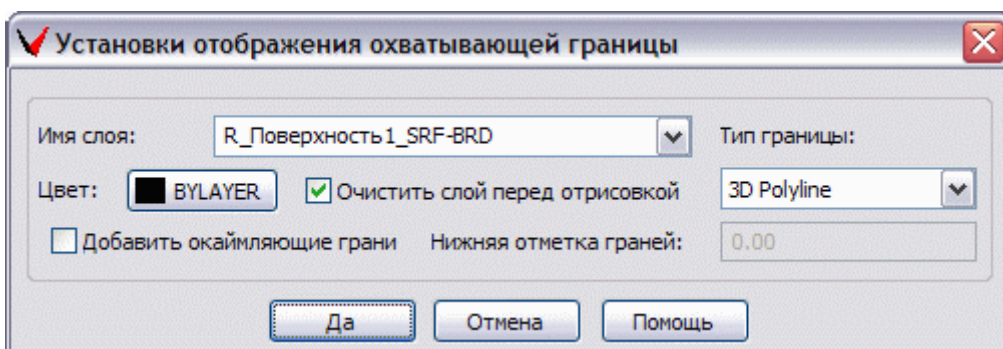 Установки отображения охватывающей границы
Имя слоя: R_Поверхность1_SRF-BRD Тип границы:
Цвет: BYLAYER Очистить слой перед отрисовкой 3D Polyline
Добавить окаймляющие грани Нижняя отметка граней: 0.00
Да Отмена Помощь